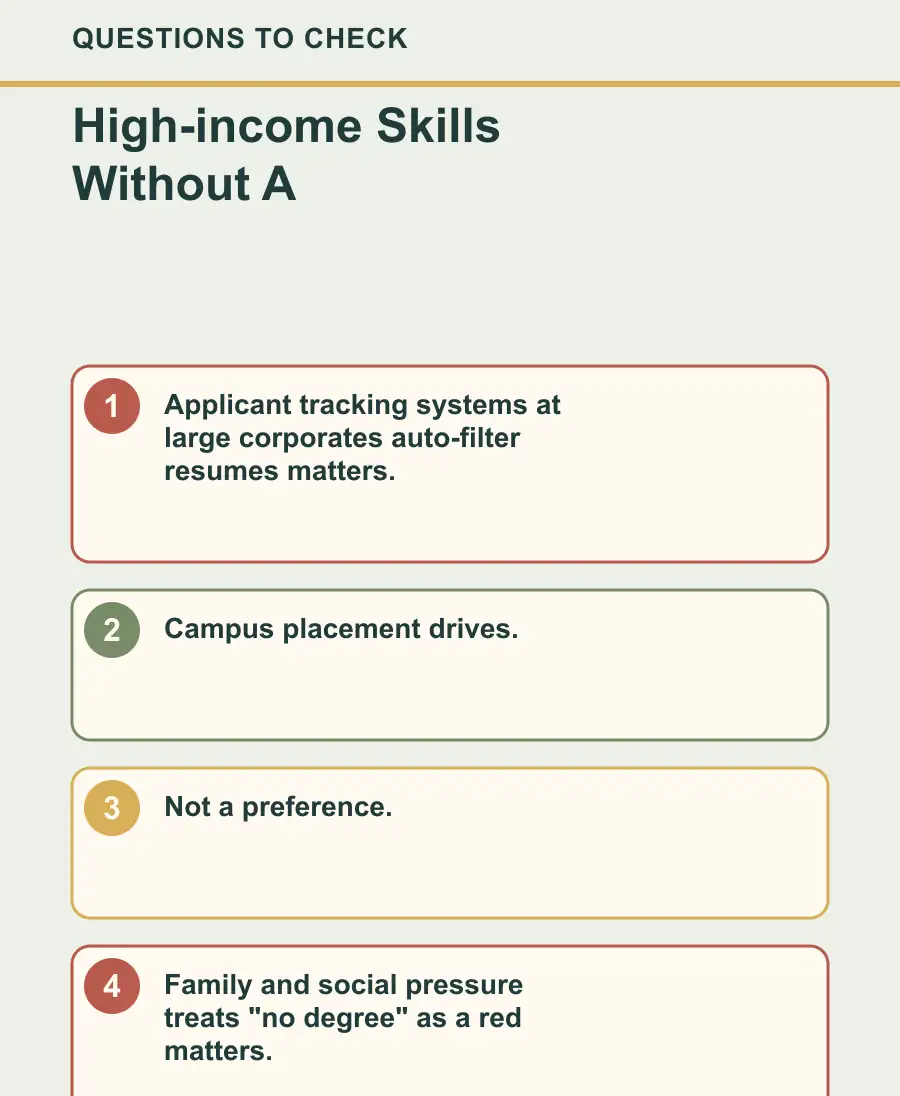 QUESTIONS TO CHECK
High-income Skills
Without A
1
Applicant tracking systems at
large corporates auto-filter
resumes matters.
2
Campus placement drives.
3
Not a preference.
4
Family and social pressure
treats "no degree" as a red
matters.